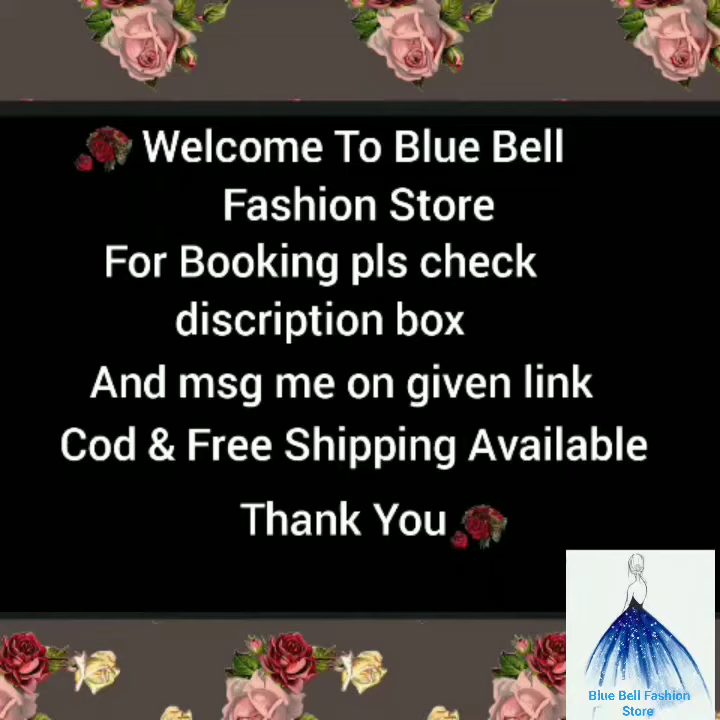 Welcome To Blue Bell
Fashion Store
For Booking pls check
discription box
And msg me on given link
Cod & Free Shipping Available
Thank You
Blue Bell Fashion
Store